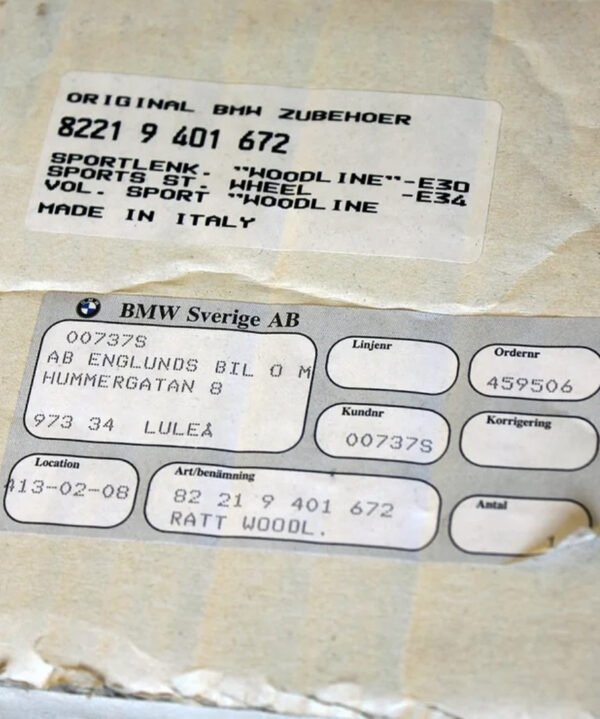 ORIGINAL BMW ZUBEHOER
8221 9 401 672
SPORTLENK. "WOODLINE"-E30
SPORTS ST. WHEEL -E34
VOL. SPORT "WOODLINE
MADE IN ITALY
BMW Sverige AB
00737S
AB ENGLUNDS BIL O M
HUMMERGATAN 8
973 34 LULEÅ
Linjenr
Ordernr
459506
Kundnr
00737S
Korrigering
Location
413-02-08
Art/benämning
82 21 9 401 672
RATT WOODL.
Antal
1